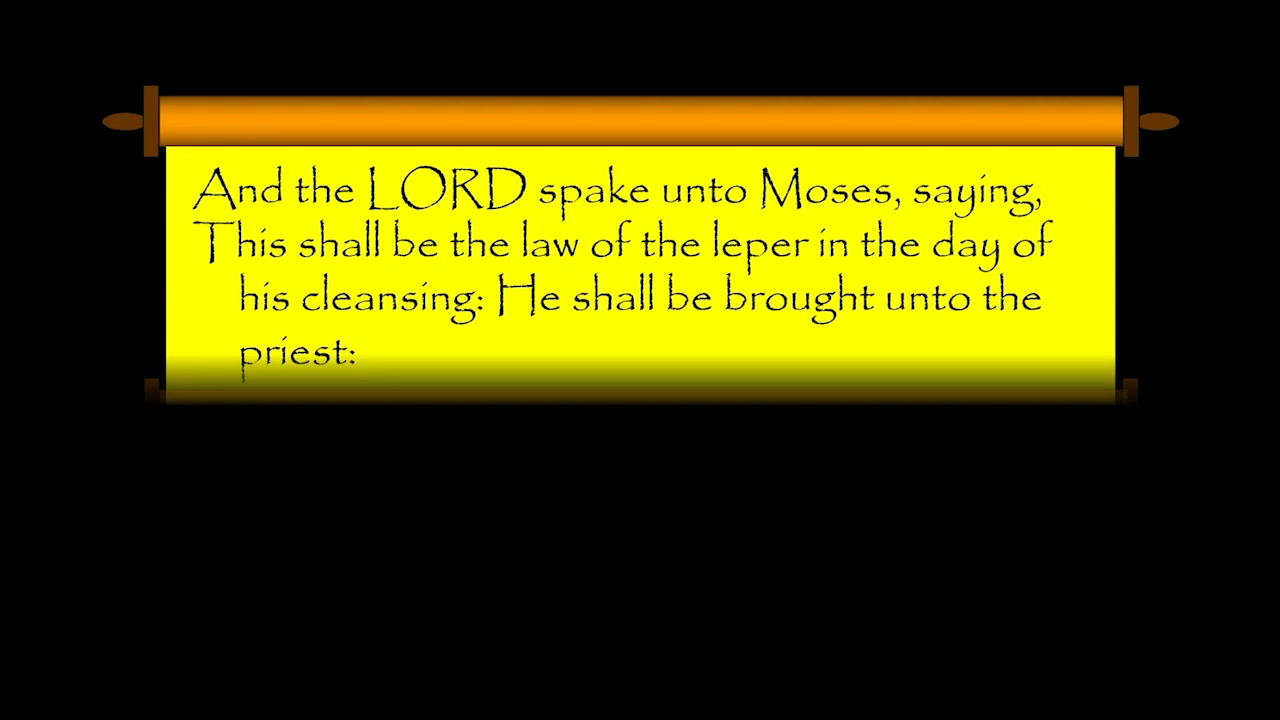 And the LORD spake unto Moses, saying,
This shall be the law of the leper in the day of
his cleansing: He shall be brought unto the
priest: